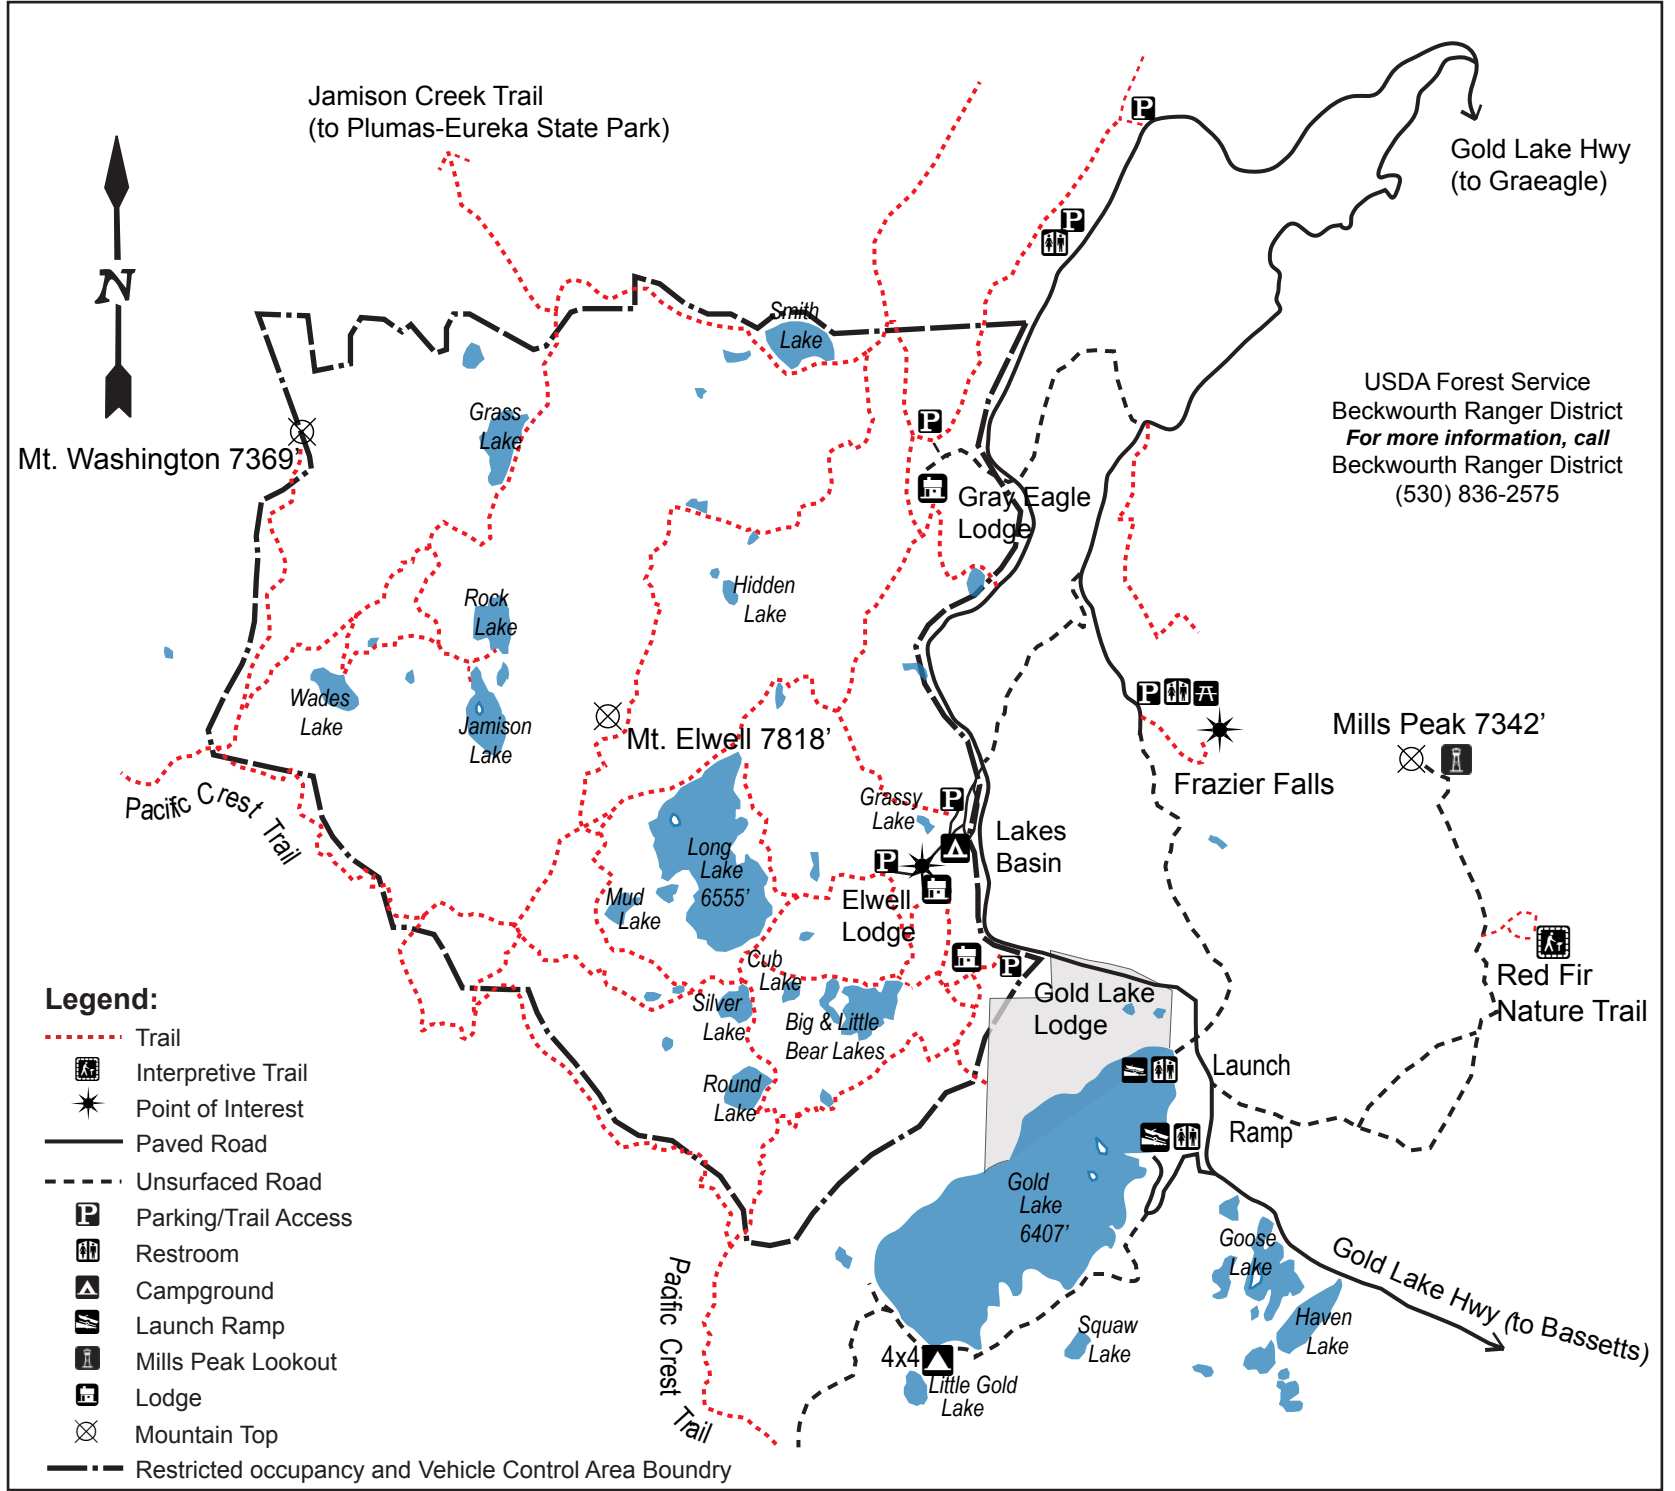 Jamison Creek Trail
(to Plumas-Eureka State Park)
P
Gold Lake Hwy
(to Graeagle)
P
N
Smith
Lake
USDA Forest Service
Beckwourth Ranger District
For more information, call
Beckwourth Ranger District
(530) 836-2575
Grass
Lake
P
Mt. Washington 7369'
Gray Eagle
Lodge
Hidden
Lake
Rock
Lake
Wades
Lake
Jamison
Lake
P
Mt. Elwell 7818'
Mills Peak 7342'
Frazier Falls
Pacific Crest Trail
Grassy
Lake
P
Lakes
Basin
Long
Lake
6555'
P
Mud
Lake
Elwell
Lodge
Cub
Lake
P
Red Fir
Nature Trail
Silver
Lake
Big & Little
Bear Lakes
Gold Lake
Lodge
Round
Lake
Launch
Ramp
Gold
Lake
6407'
Goose
Lake
Gold Lake Hwy (to Bassetts)
Haven
Lake
Squaw
Lake
4x4
Little Gold
Lake
Pacific Crest Trail
Legend:
Trail
Interpretive Trail
Point of Interest
Paved Road
Unsurfaced Road
P
Parking/Trail Access
Restroom
Campground
Launch Ramp
Mills Peak Lookout
Lodge
Mountain Top
Restricted occupancy and Vehicle Control Area Boundry